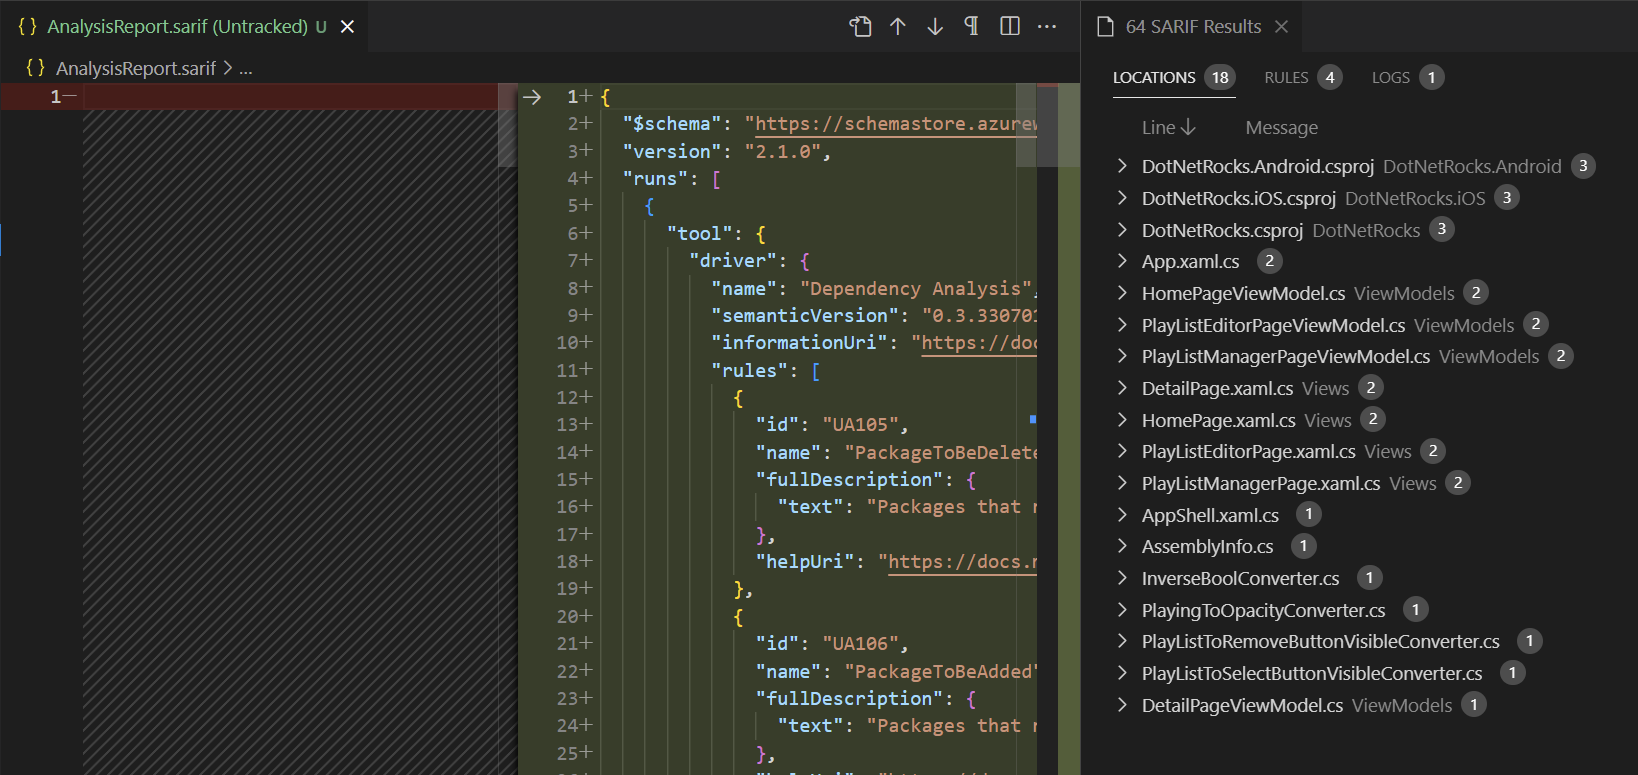 {} AnalysisReport.sarif (Untracked) U
{} AnalysisReport.sarif > ...
1—
1+ {
2+ "$schema": "https://schemastore.azurew
3+ "version": "2.1.0",
4+ "runs": [
5+ {
6+ "tool": {
7+ "driver": {
8+ "name": "Dependency Analysis",
9+ "semanticVersion": "0.3.330701
10+ "informationUri": "https://doc
11+ "rules": [
12+ {
13+ "id": "UA105",
14+ "name": "PackageToBeDelete
15+ "fullDescription": {
16+ "text": "Packages that
17+ },
18+ "helpUri": "https://docs.
19+ },
20+ {
21+ "id": "UA106",
22+ "name": "PackageToBeAdded"
23+ "fullDescription": {
24+ "text": "Packages that
25+ },
64 SARIF Results
LOCATIONS 18 RULES 4 LOGS 1
Line Message
DotNetRocks.Android.csproj DotNetRocks.Android 3
DotNetRocks.iOS.csproj DotNetRocks.iOS 3
DotNetRocks.csproj DotNetRocks 3
App.xaml.cs 2
HomePageViewModel.cs ViewModels 2
PlayListEditorPageViewModel.cs ViewModels 2
PlayListManagerPageViewModel.cs ViewModels 2
DetailPage.xaml.cs Views 2
HomePage.xaml.cs Views 2
PlayListEditorPage.xaml.cs Views 2
PlayListManagerPage.xaml.cs Views 2
AppShell.xaml.cs 1
AssemblyInfo.cs 1
InverseBoolConverter.cs 1
PlayingToOpacityConverter.cs 1
PlayListToRemoveButtonVisibleConverter.cs 1
PlayListToSelectButtonVisibleConverter.cs 1
DetailPageViewModel.cs ViewModels 1